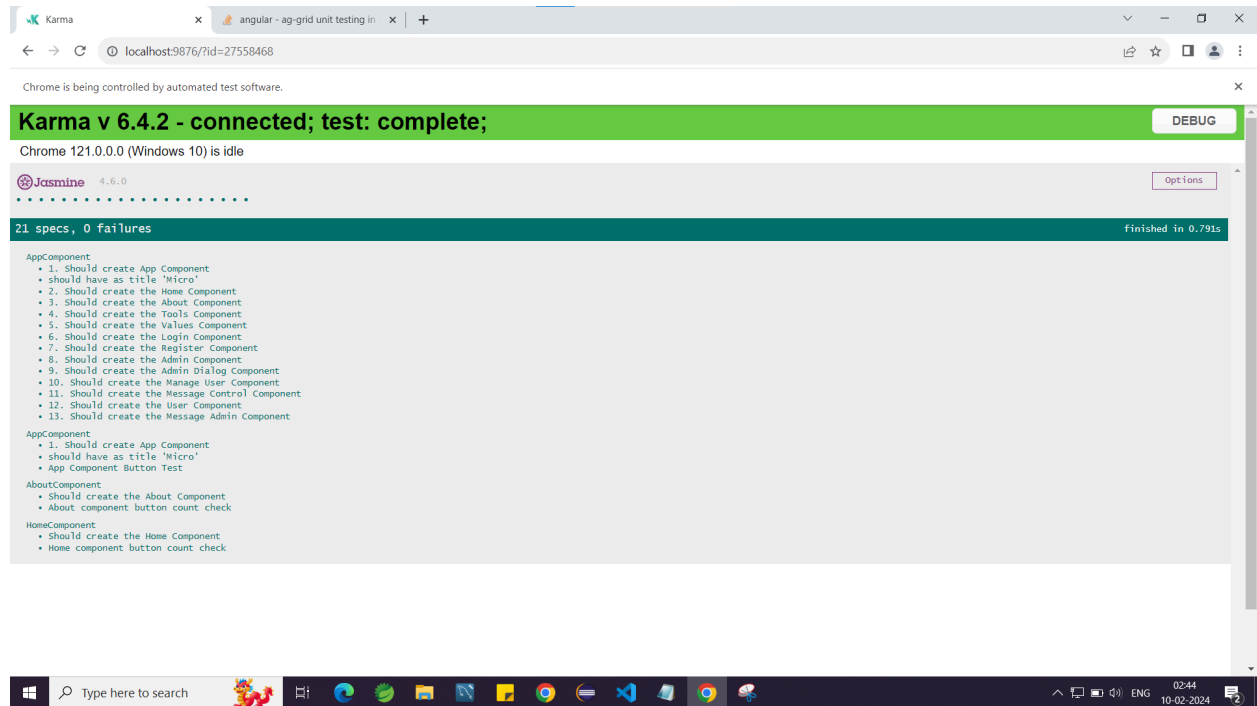 Karma
angular - ag-grid unit testing in
localhost:9876/?id=27558468
Chrome is being controlled by automated test software.
Karma v 6.4.2 - connected; test: complete;
DEBUG
Chrome 121.0.0.0 (Windows 10) is idle
Jasmine 4.6.0
Options
21 specs, 0 failures
finished in 0.791s
AppComponent
• 1. Should create App Component
• should have as title 'Micro'
• 2. Should create the Home Component
• 3. Should create the About Component
• 4. Should create the Tools Component
• 5. Should create the Values Component
• 6. Should create the Login Component
• 7. Should create the Register Component
• 8. Should create the Admin Component
• 9. Should create the Admin Dialog Component
• 10. Should create the Manage User Component
• 11. Should create the Message Control Component
• 12. Should create the User Component
• 13. Should create the Message Admin Component
AppComponent
• 1. Should create App Component
• should have as title 'Micro'
• App Component Button Test
AboutComponent
• Should create the About Component
• About component button count check
HomeComponent
• Should create the Home Component
• Home component button count check
Type here to search
ENG
02:44
10-02-2024
2